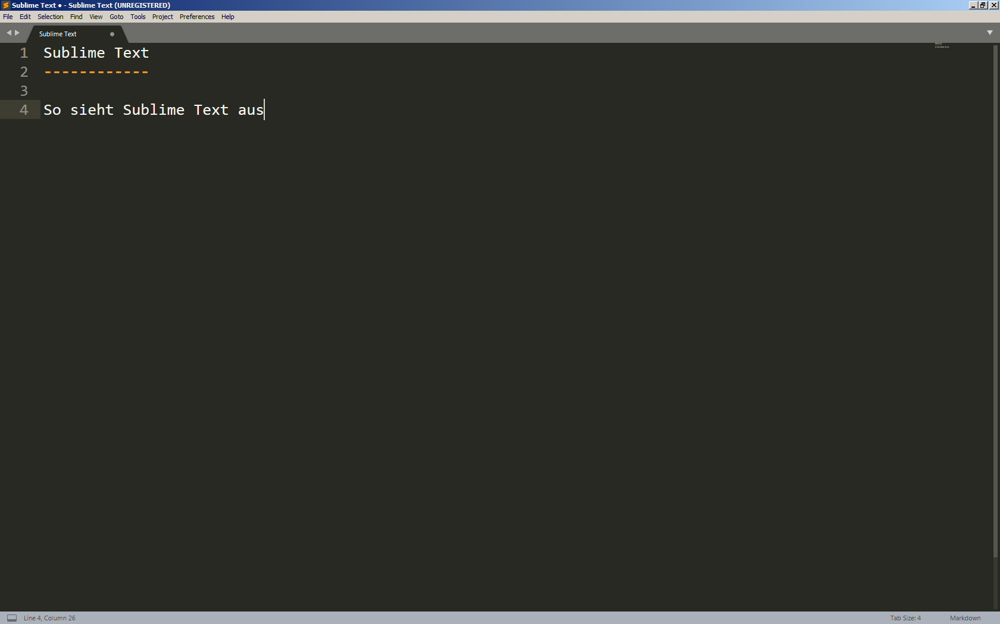 Sublime Text • - Sublime Text (UNREGISTERED)
File Edit Selection Find View Goto Tools Project Preferences Help
Sublime Text
1 Sublime Text
2 ------------
3
4 So sieht Sublime Text aus
Line 4, Column 26 Tab Size: 4 Markdown